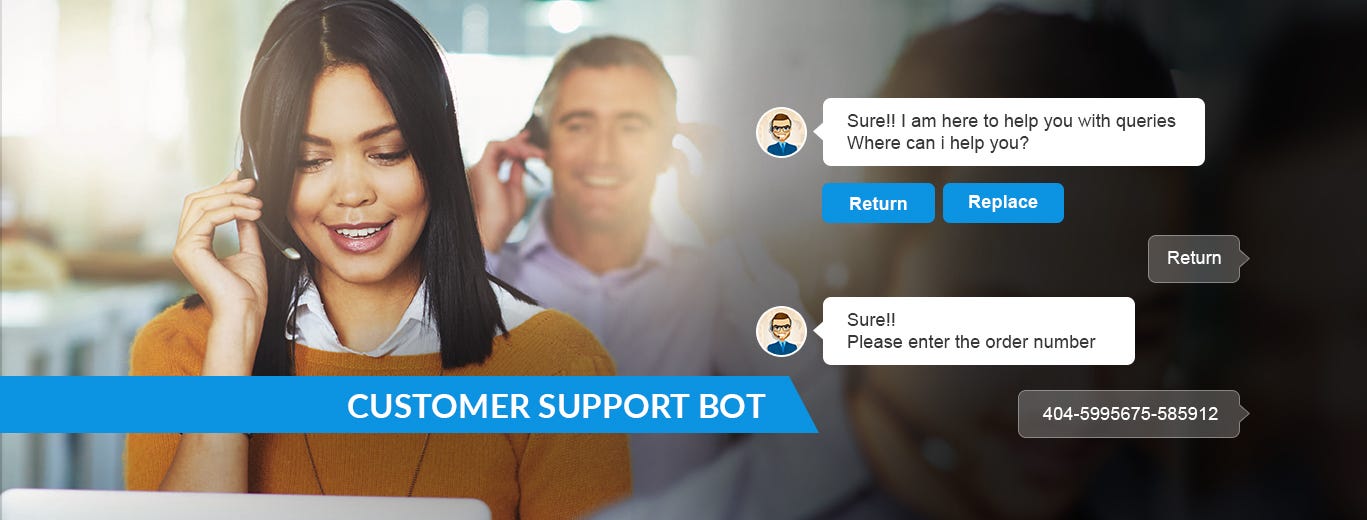 Sure!! I am here to help you with queries
Where can i help you?
Return
Replace
Return
Sure!!
Please enter the order number
CUSTOMER SUPPORT BOT
404-5995675-585912